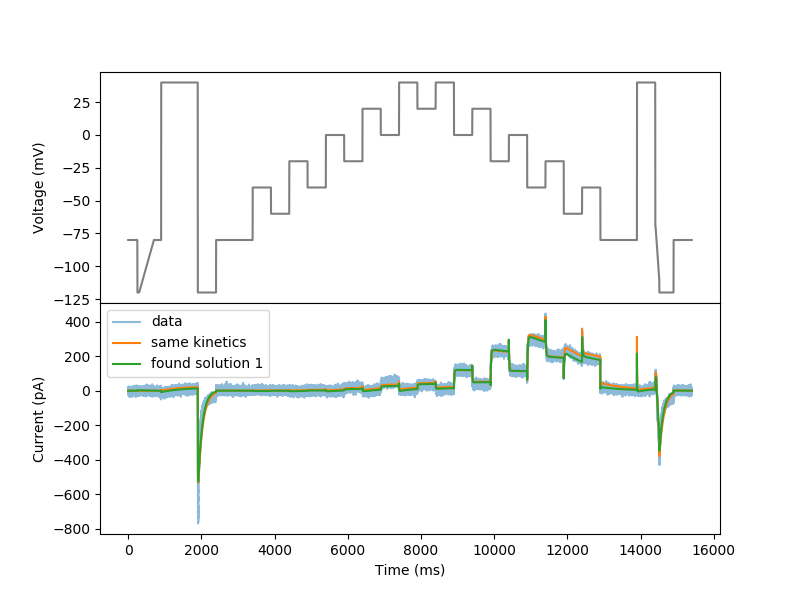 25
0
−25
−50
−75
−100
−125
Voltage (mV)
data
same kinetics
found solution 1
400
200
0
−200
−400
−600
−800
Current (pA)
0 2000 4000 6000 8000 10000 12000 14000 16000
Time (ms)